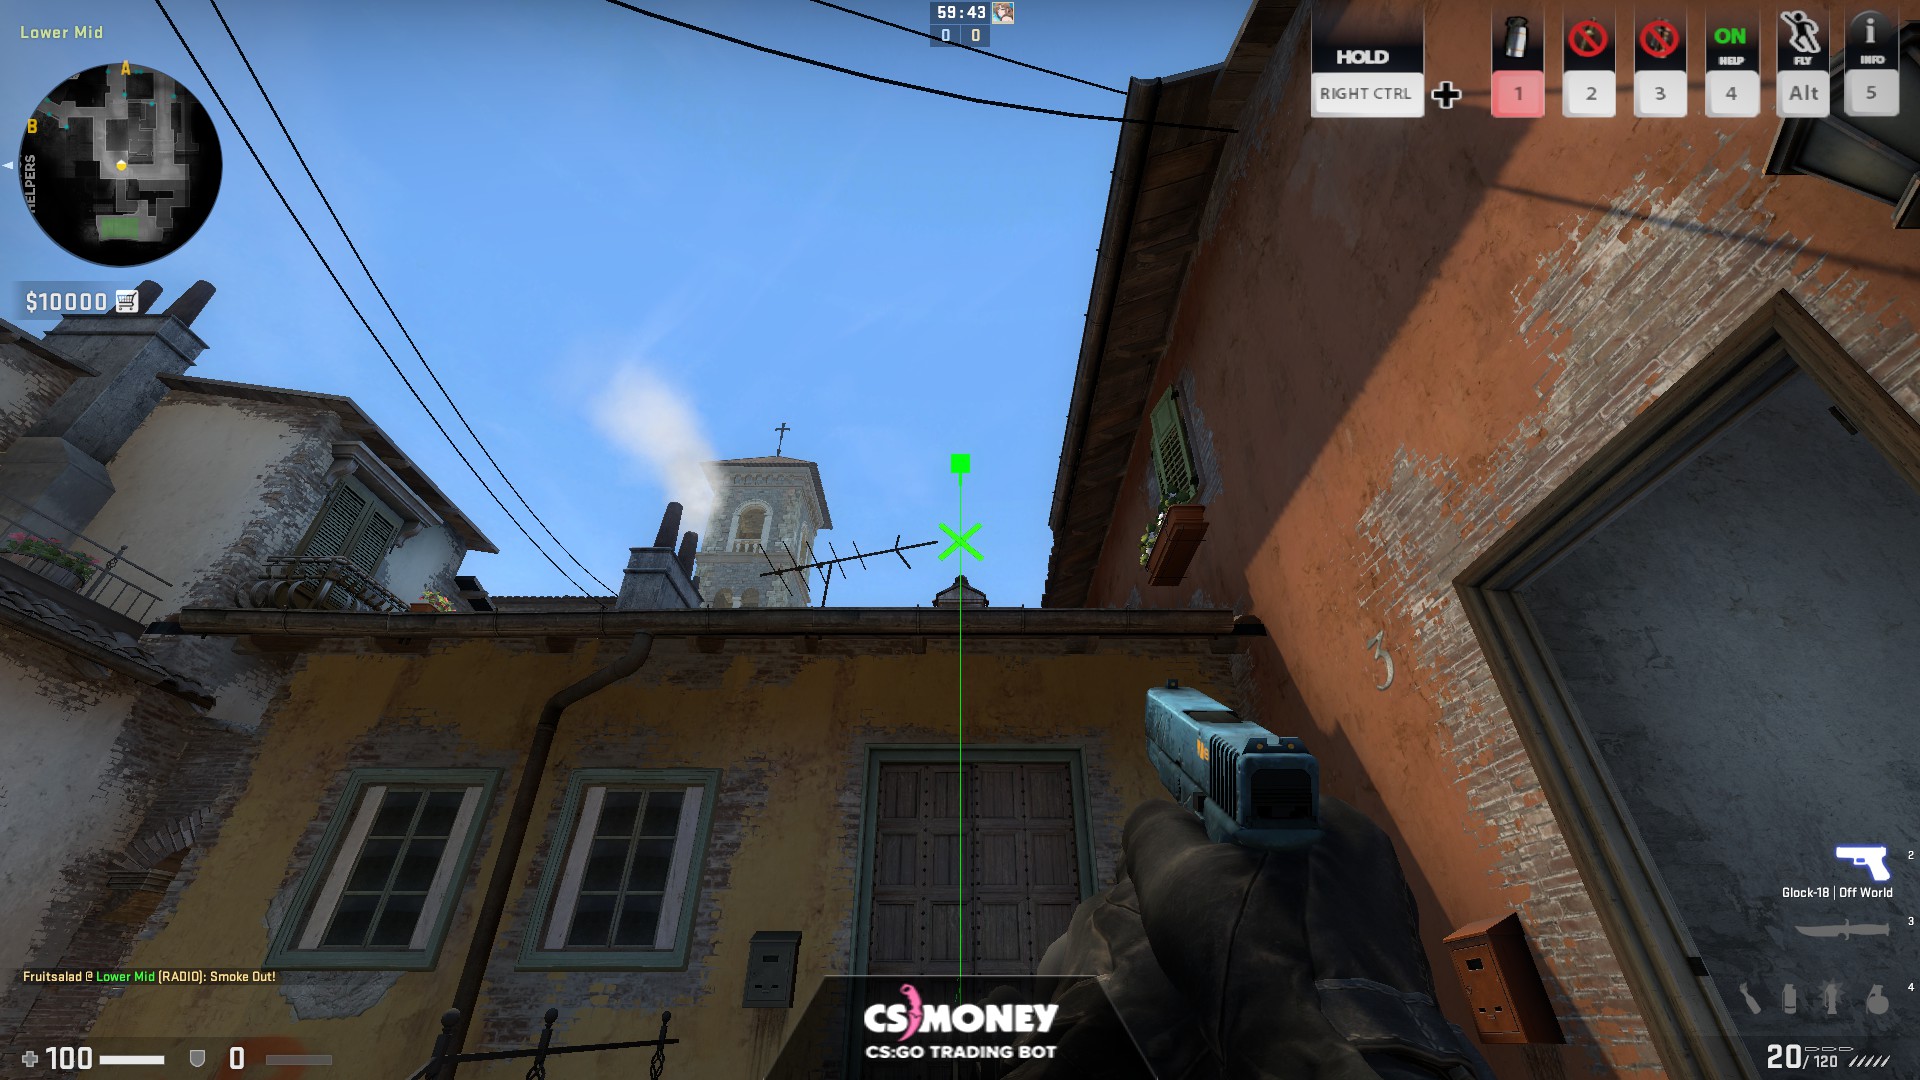 Lower Mid
59:43
0 0
A
B
HELPERS
$10000
HOLD
RIGHT CTRL
1
2
3
ON
HELP
4
FLY
Alt
i
INFO
5
3
2
Glock-18 | Off World
3
4
Fruitsalad @ Lower Mid (RADIO): Smoke Out!
CS MONEY
CS:GO TRADING BOT
100
0
20/ 120